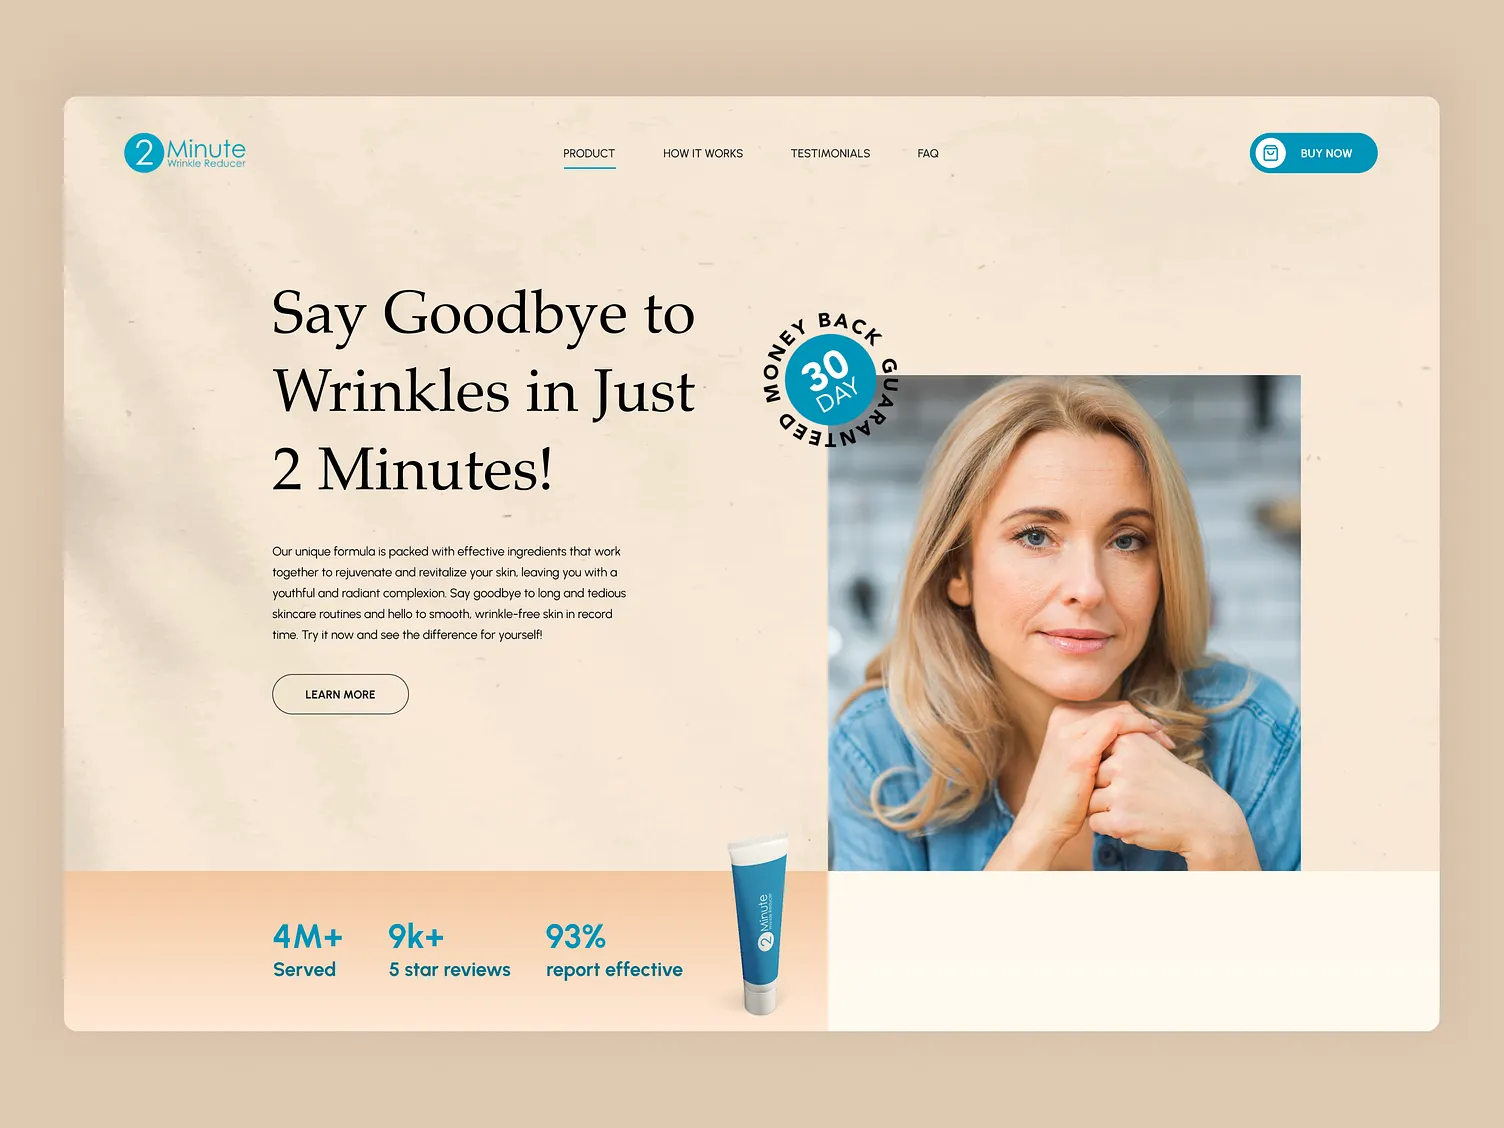 2 Minute
Wrinkle Reducer
PRODUCT
HOW IT WORKS
TESTIMONIALS
FAQ
BUY NOW
Say Goodbye to
Wrinkles in Just
2 Minutes!
MONEY BACK GUARANTEED
30
DAY
Our unique formula is packed with effective ingredients that work
together to rejuvenate and revitalize your skin, leaving you with a
youthful and radiant complexion. Say goodbye to long and tedious
skincare routines and hello to smooth, wrinkle-free skin in record
time. Try it now and see the difference for yourself!
LEARN MORE
4M+
Served
9k+
5 star reviews
93%
report effective
2 Minute